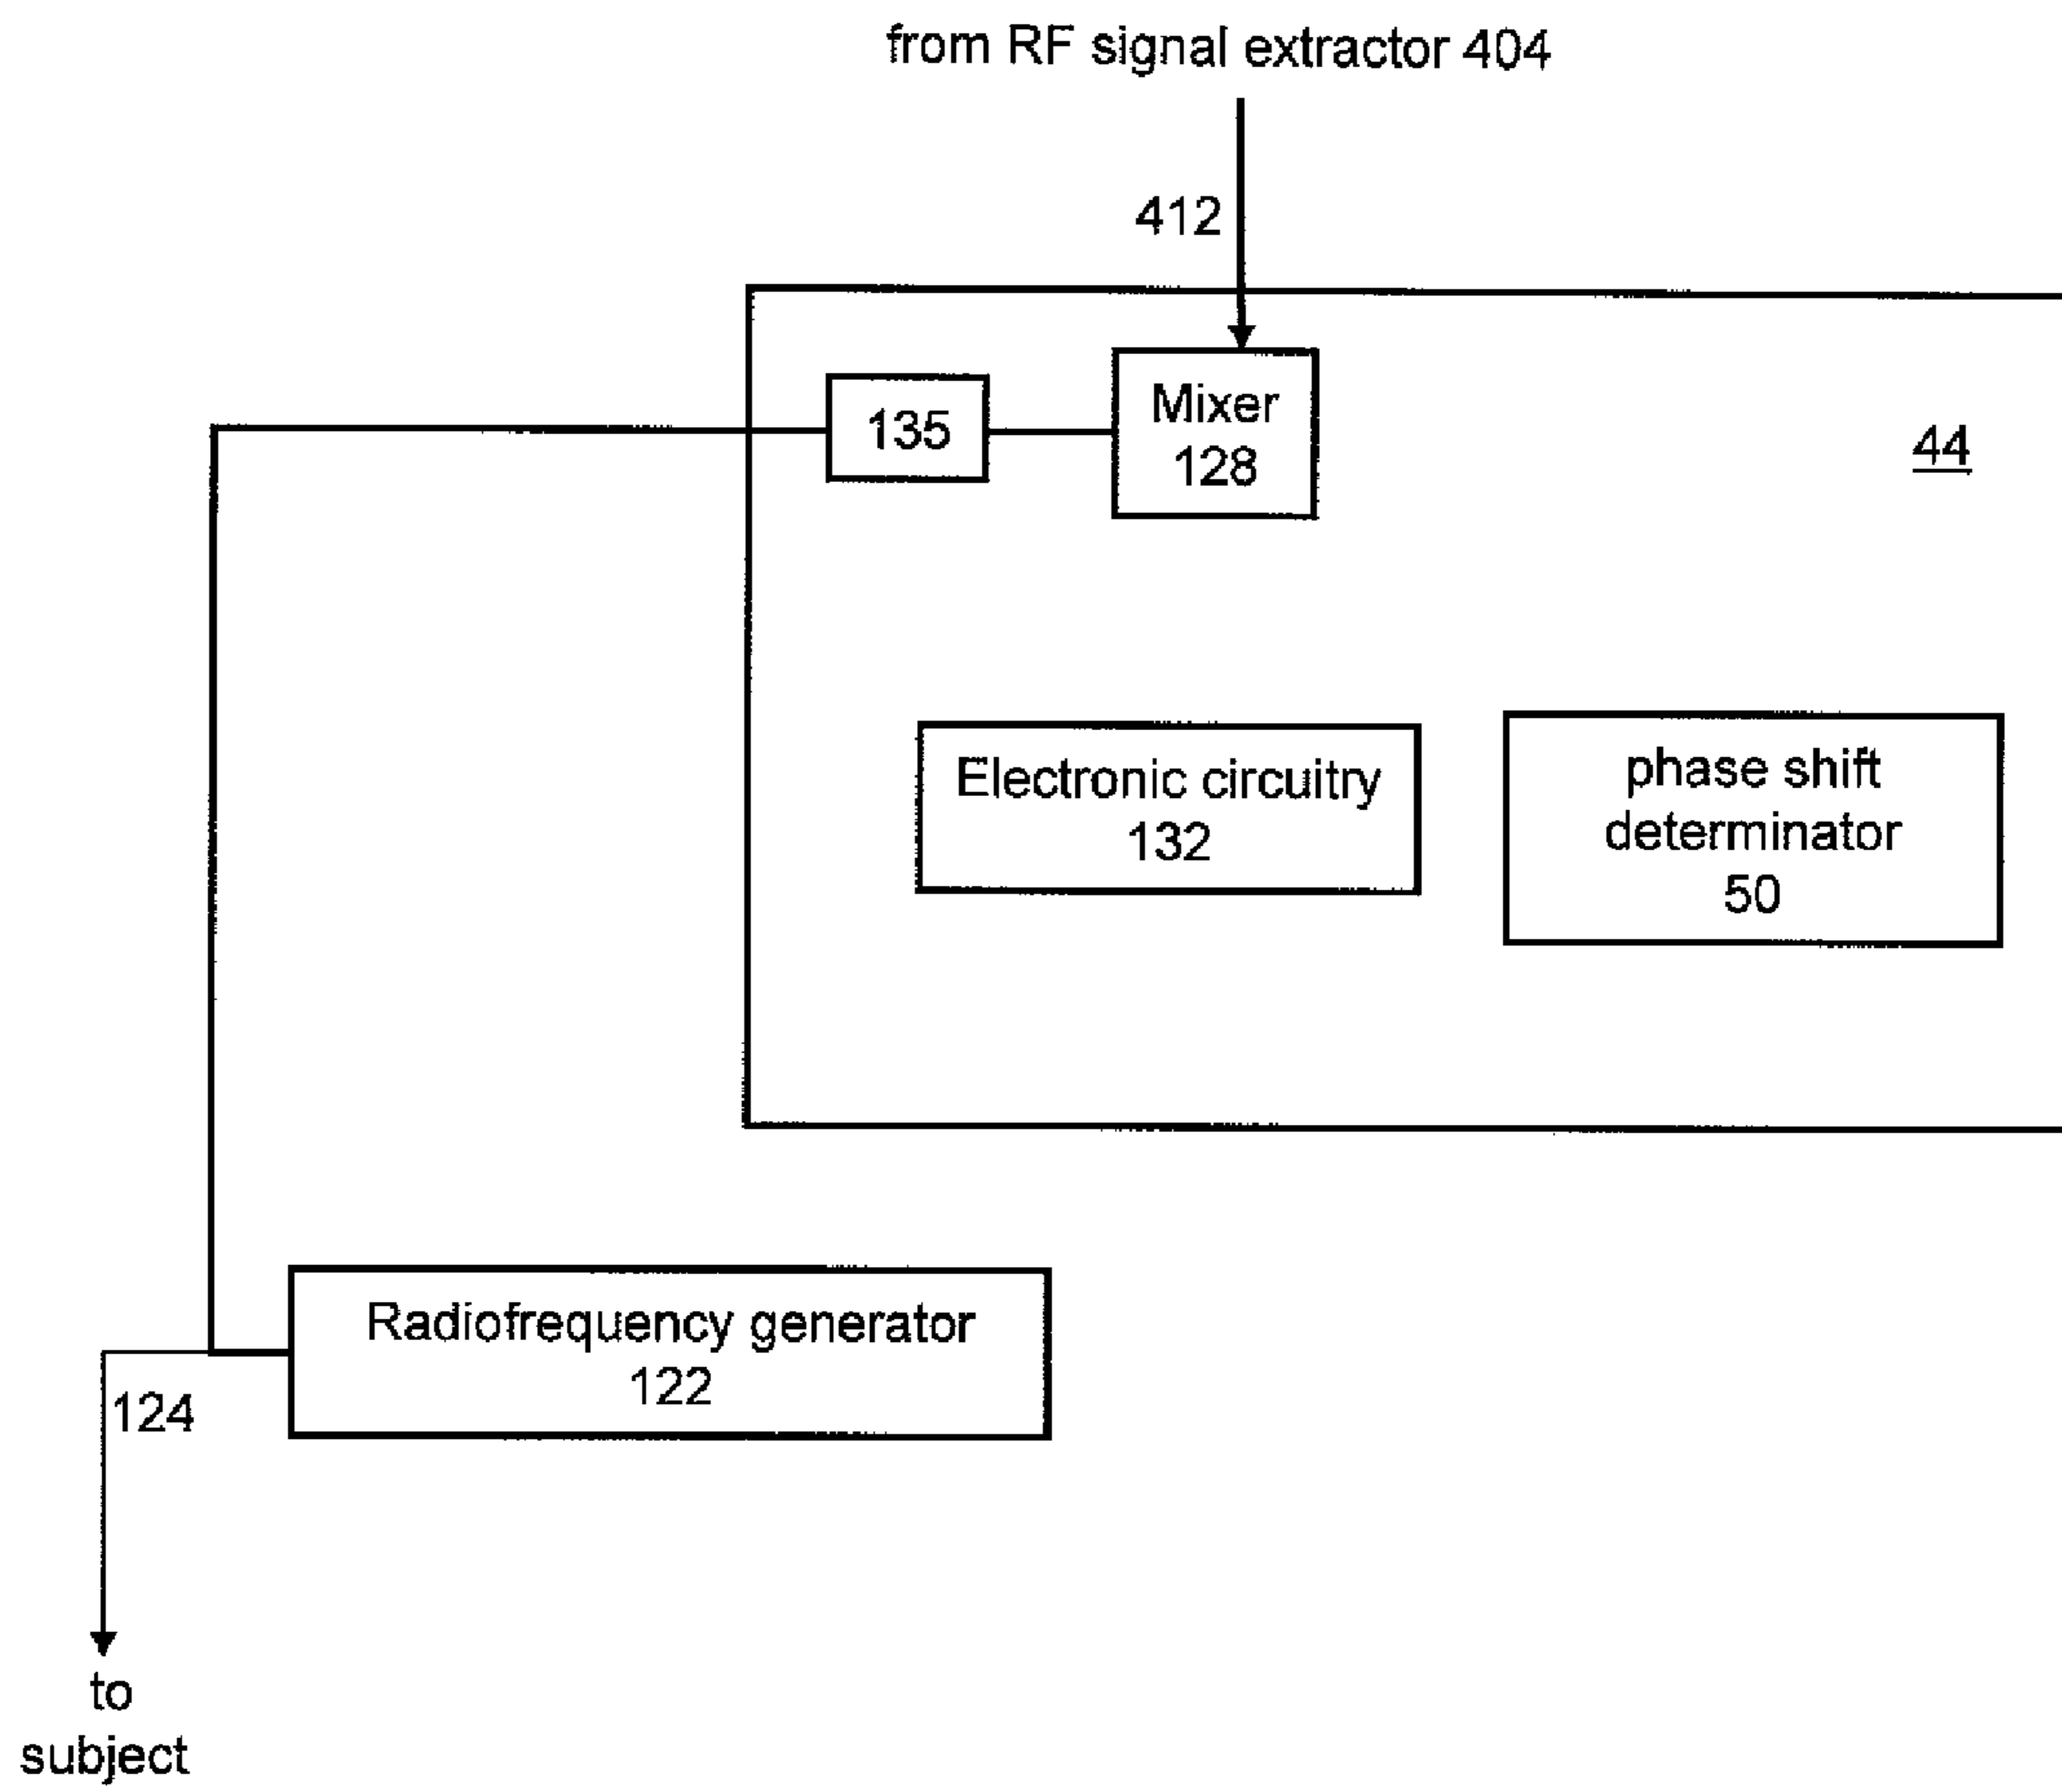 from RF signal extractor 404
412
135
Mixer
128
44
Electronic circuitry
132
phase shift
determinator
50
Radiofrequency generator
122
124
to
subject